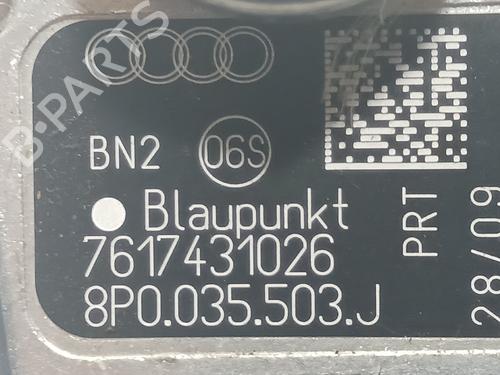 BN2 06S
Blaupunkt
7617431026
8P0.035.503.J
PRT
28/09
B-PARTS